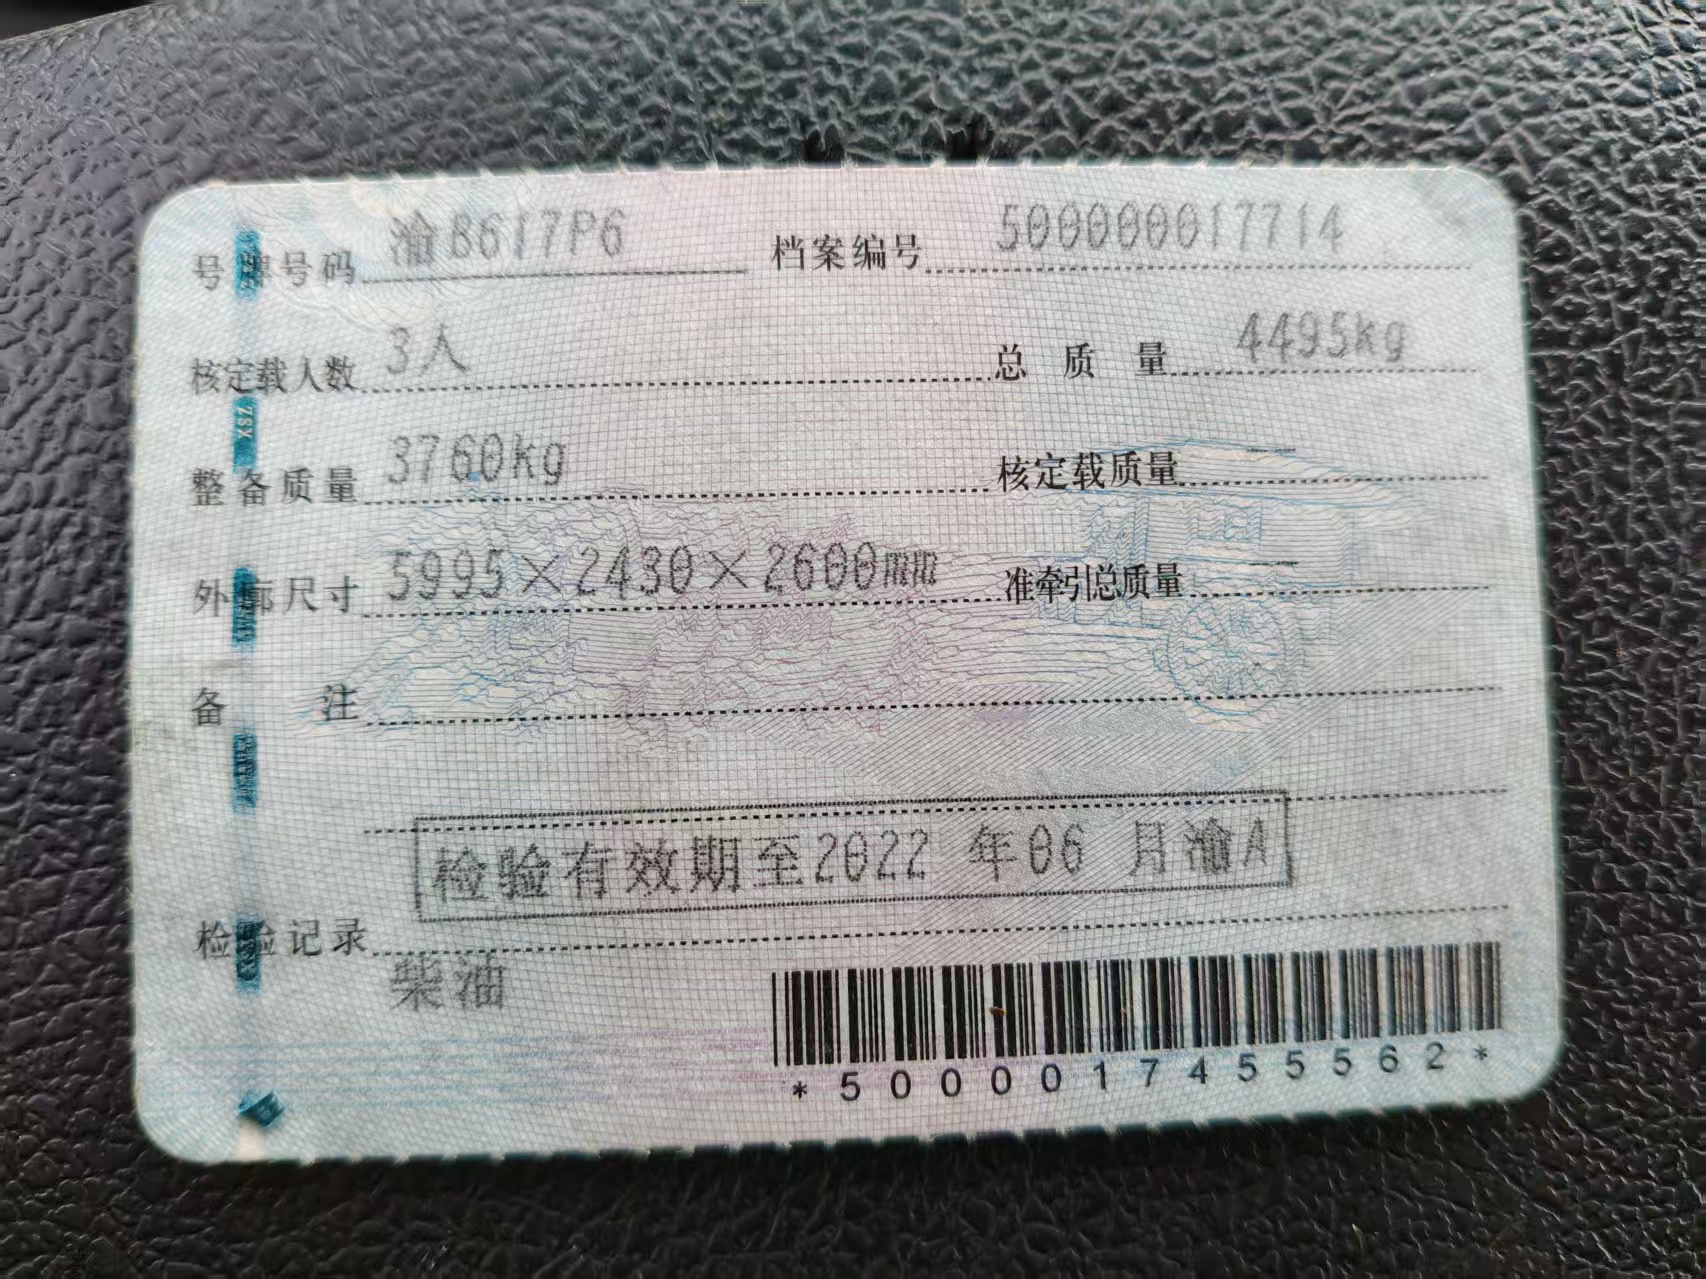 号牌号码 渝B617P6 档案编号 500000017714
核定载人数 3人 总质量 4495kg
整备质量 3760kg 核定载质量 --
外廓尺寸 5995×2430×2600mm 准牵引总质量 --
备注
检验有效期至2022年06月渝A
检验记录
柴油
*5000017455562*
XSZ